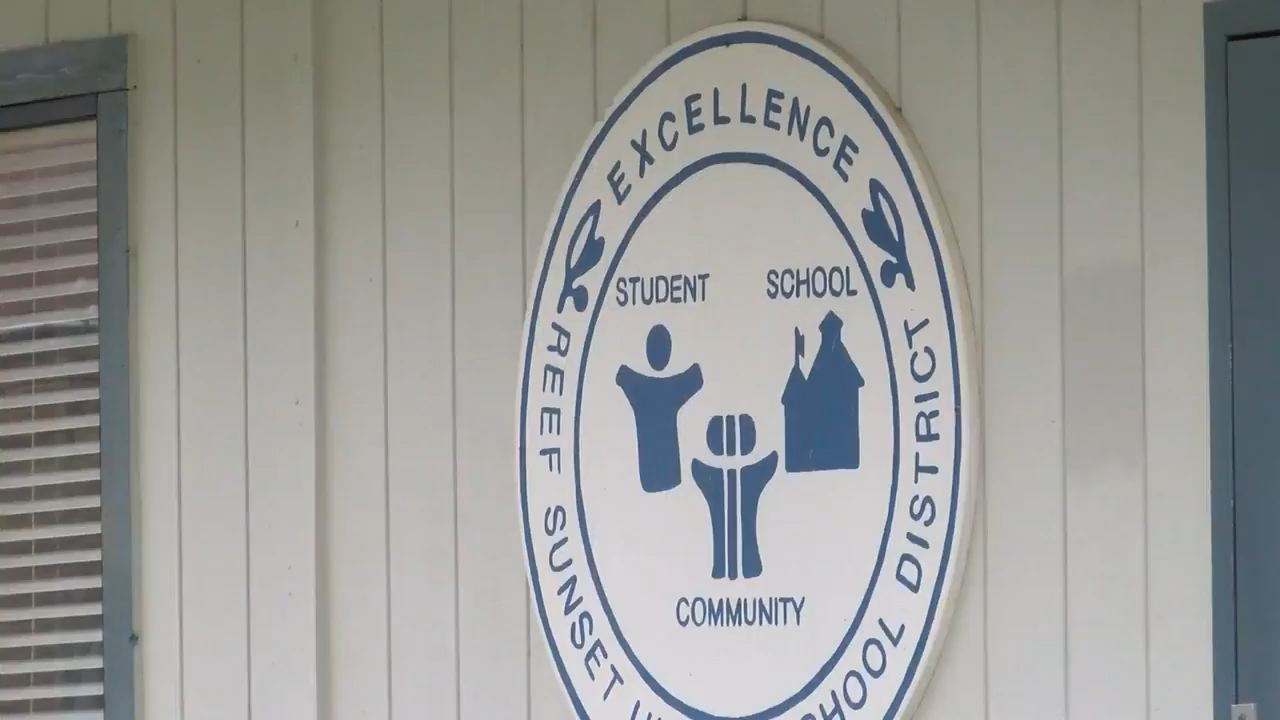 EXCELLENCE
STUDENT
SCHOOL
COMMUNITY
REEF SUNSET SCHOOL DISTRICT